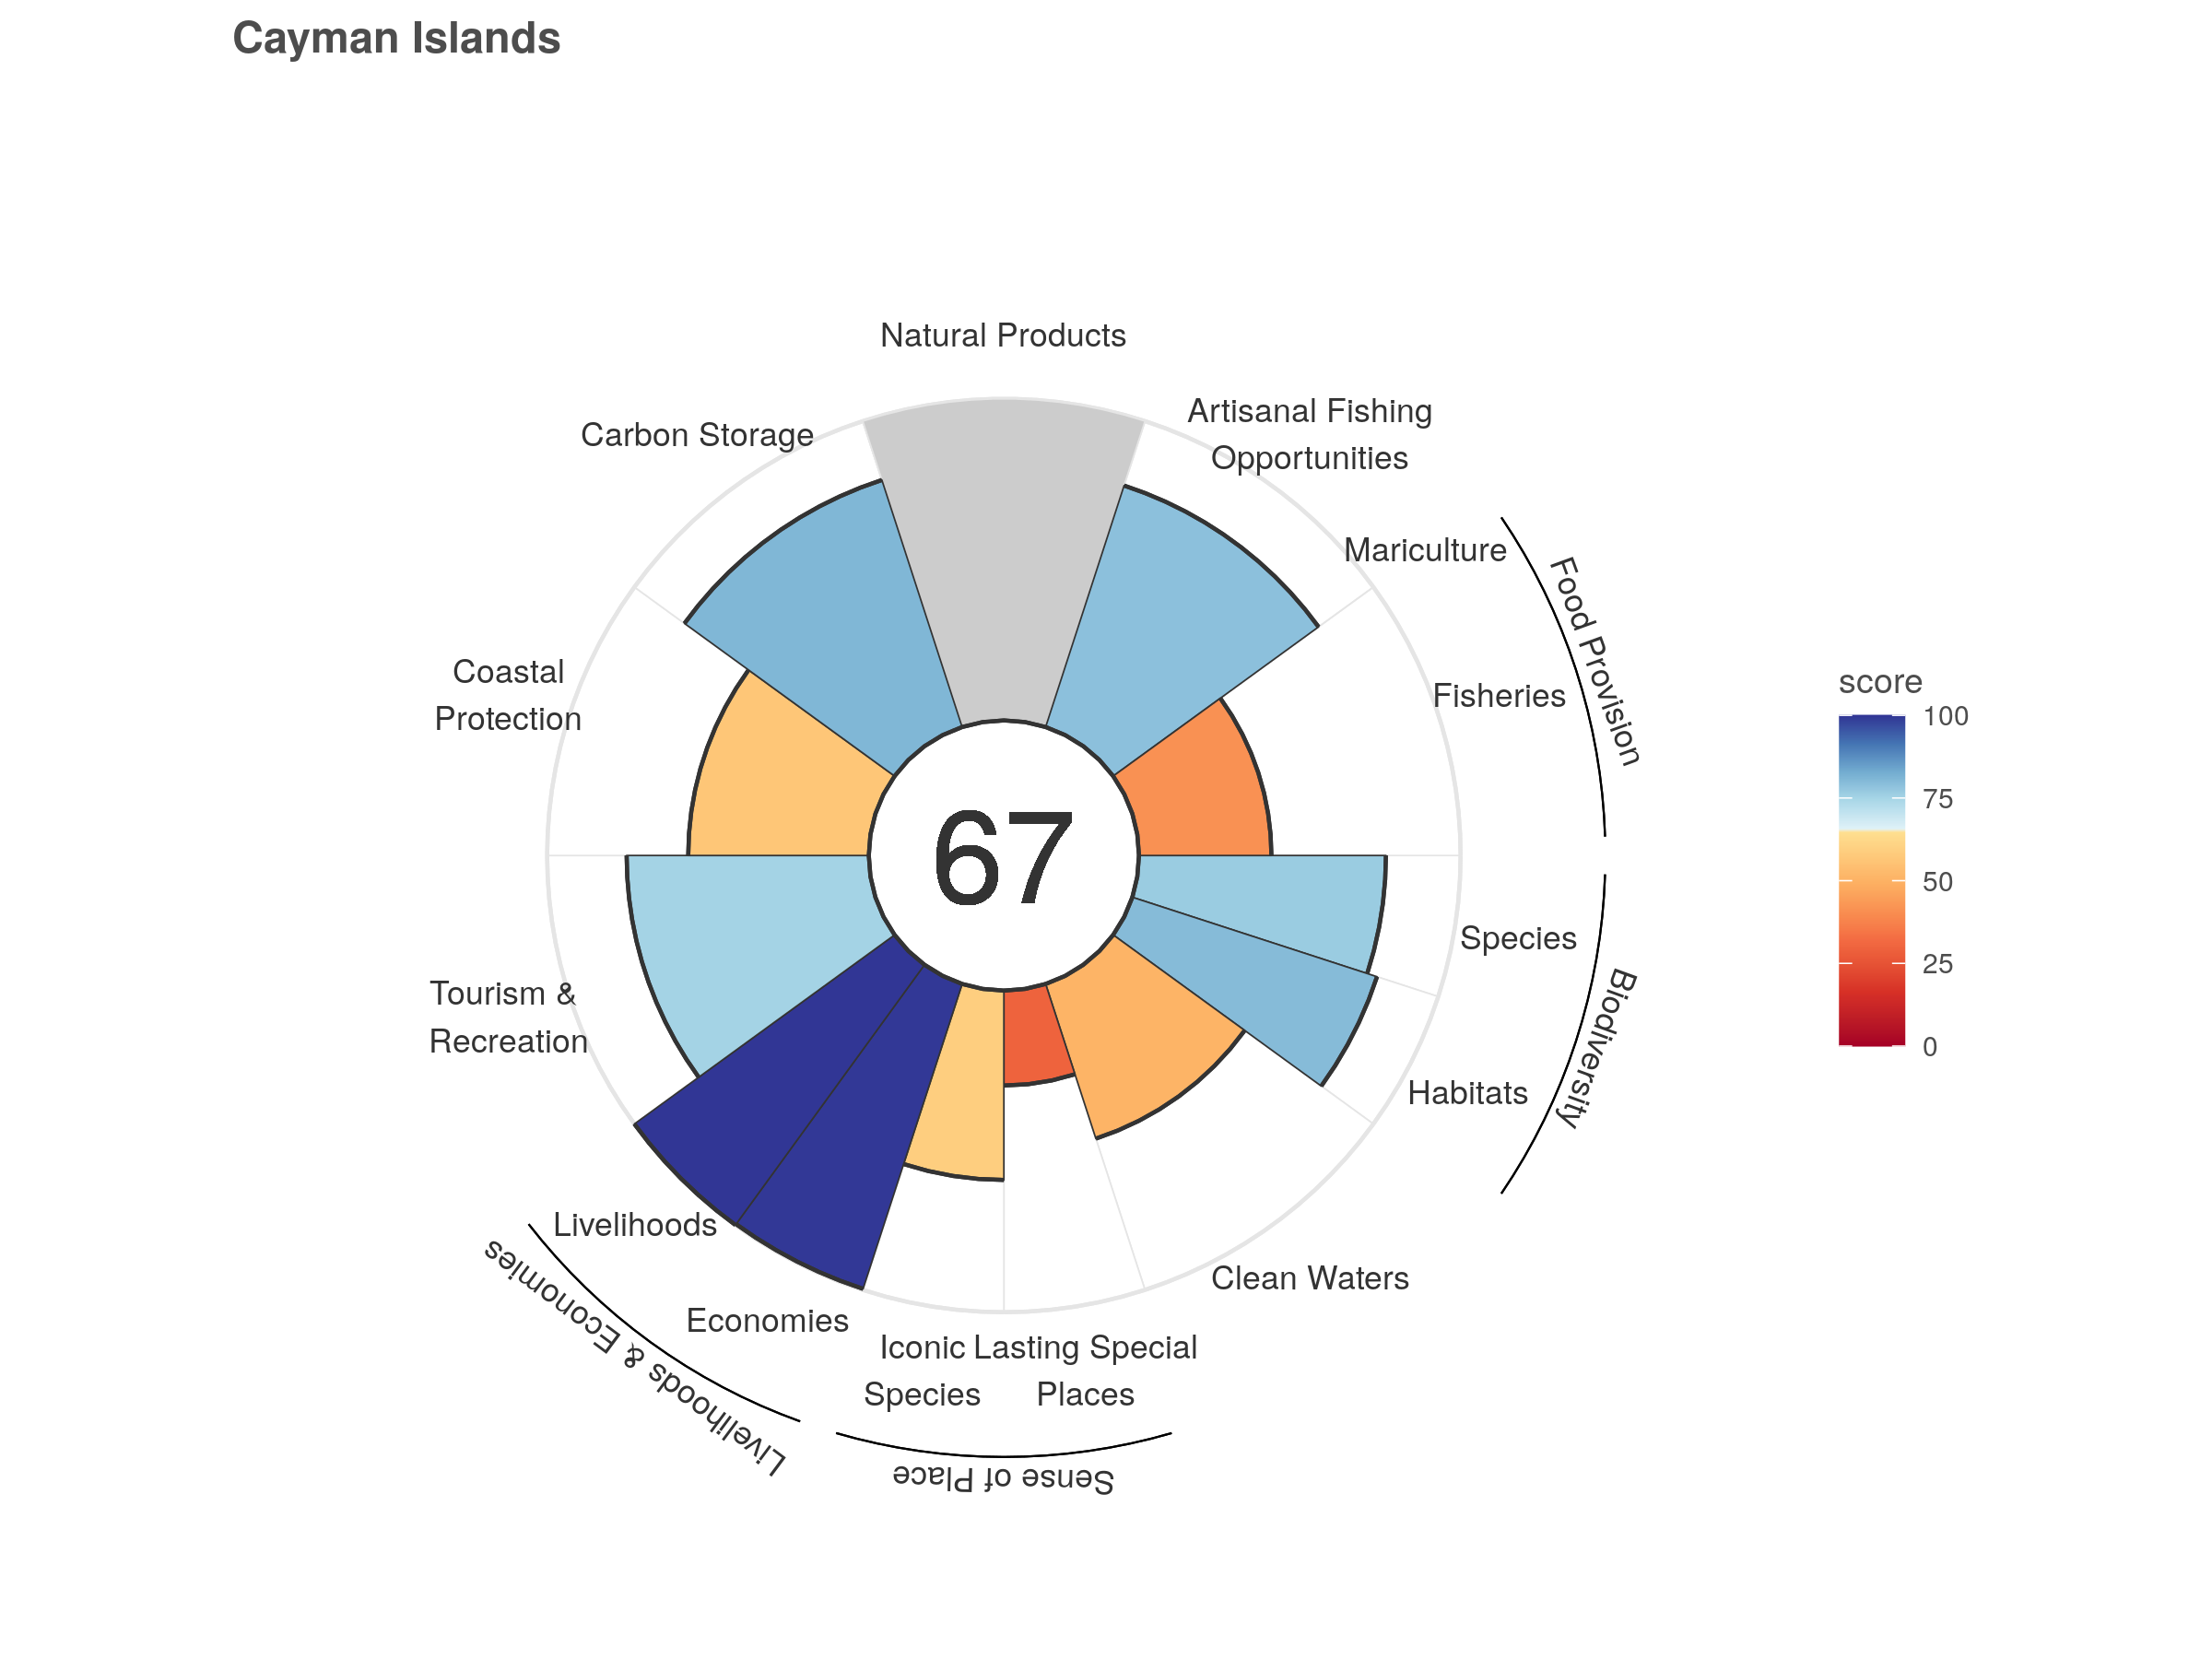 Cayman Islands
Natural Products
Artisanal Fishing
Opportunities
Carbon Storage
Mariculture
Food Provision
Fisheries
Coastal
Protection
score
100
75
50
25
0
67
Species
Biodiversity
Tourism &
Recreation
Habitats
Livelihoods
Clean Waters
Economies
Livelihoods & Economies
Iconic
Species
Lasting Special
Places
Sense of Place